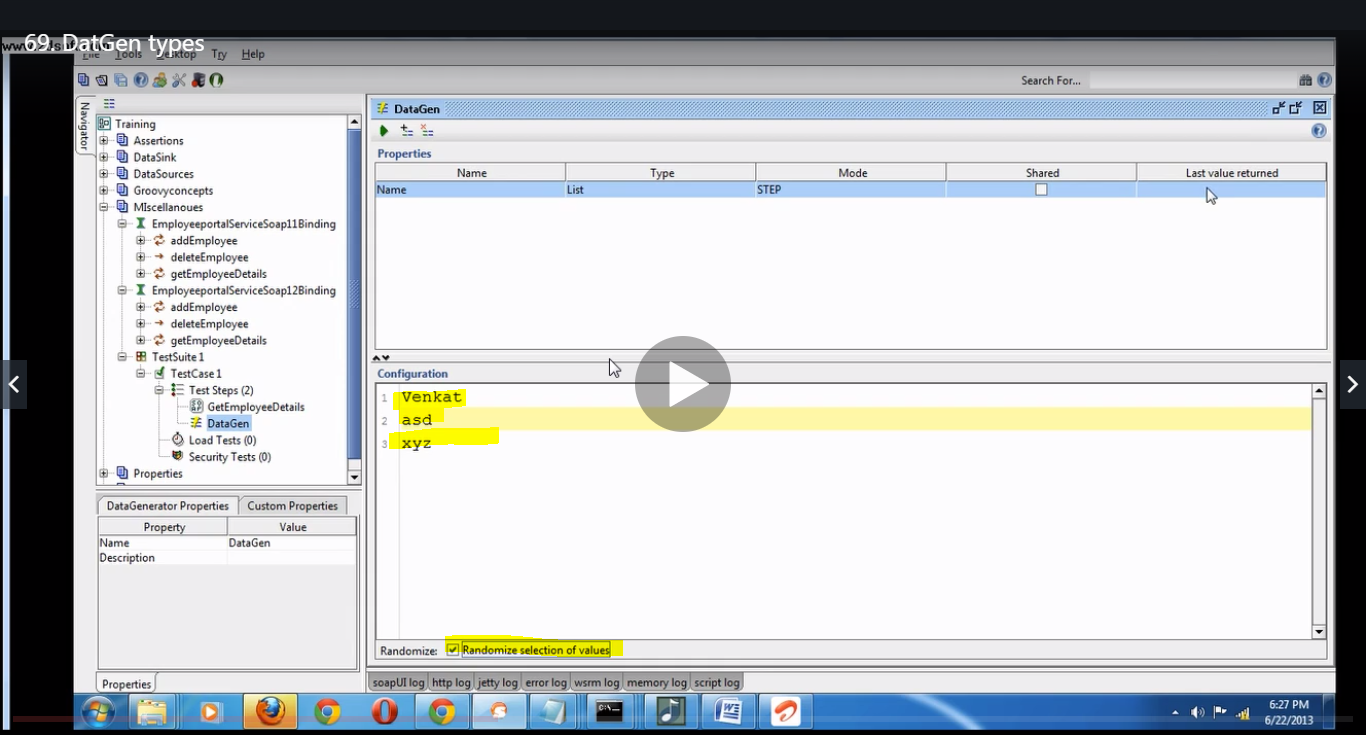 69. DatGen types
Tools Desktop Try Help
Search For...
Navigator
Training
Assertions
DataSink
DataSources
Groovyconcepts
MIscellanoues
EmployeeportalServiceSoap11Binding
addEmployee
deleteEmployee
getEmployeeDetails
EmployeeportalServiceSoap12Binding
addEmployee
deleteEmployee
getEmployeeDetails
TestSuite 1
TestCase 1
Test Steps (2)
GetEmployeeDetails
DataGen
Load Tests (0)
Security Tests (0)
Properties
DataGenerator Properties Custom Properties
Property Value
Name DataGen
Description
Properties
DataGen
Properties
Name Type Mode Shared Last value returned
Name List STEP
Configuration
1 Venkat
2 asd
3 xyz
Randomize: Randomize selection of values
soapUI log http log jetty log error log wsrm log memory log script log
6:27 PM
6/22/2013